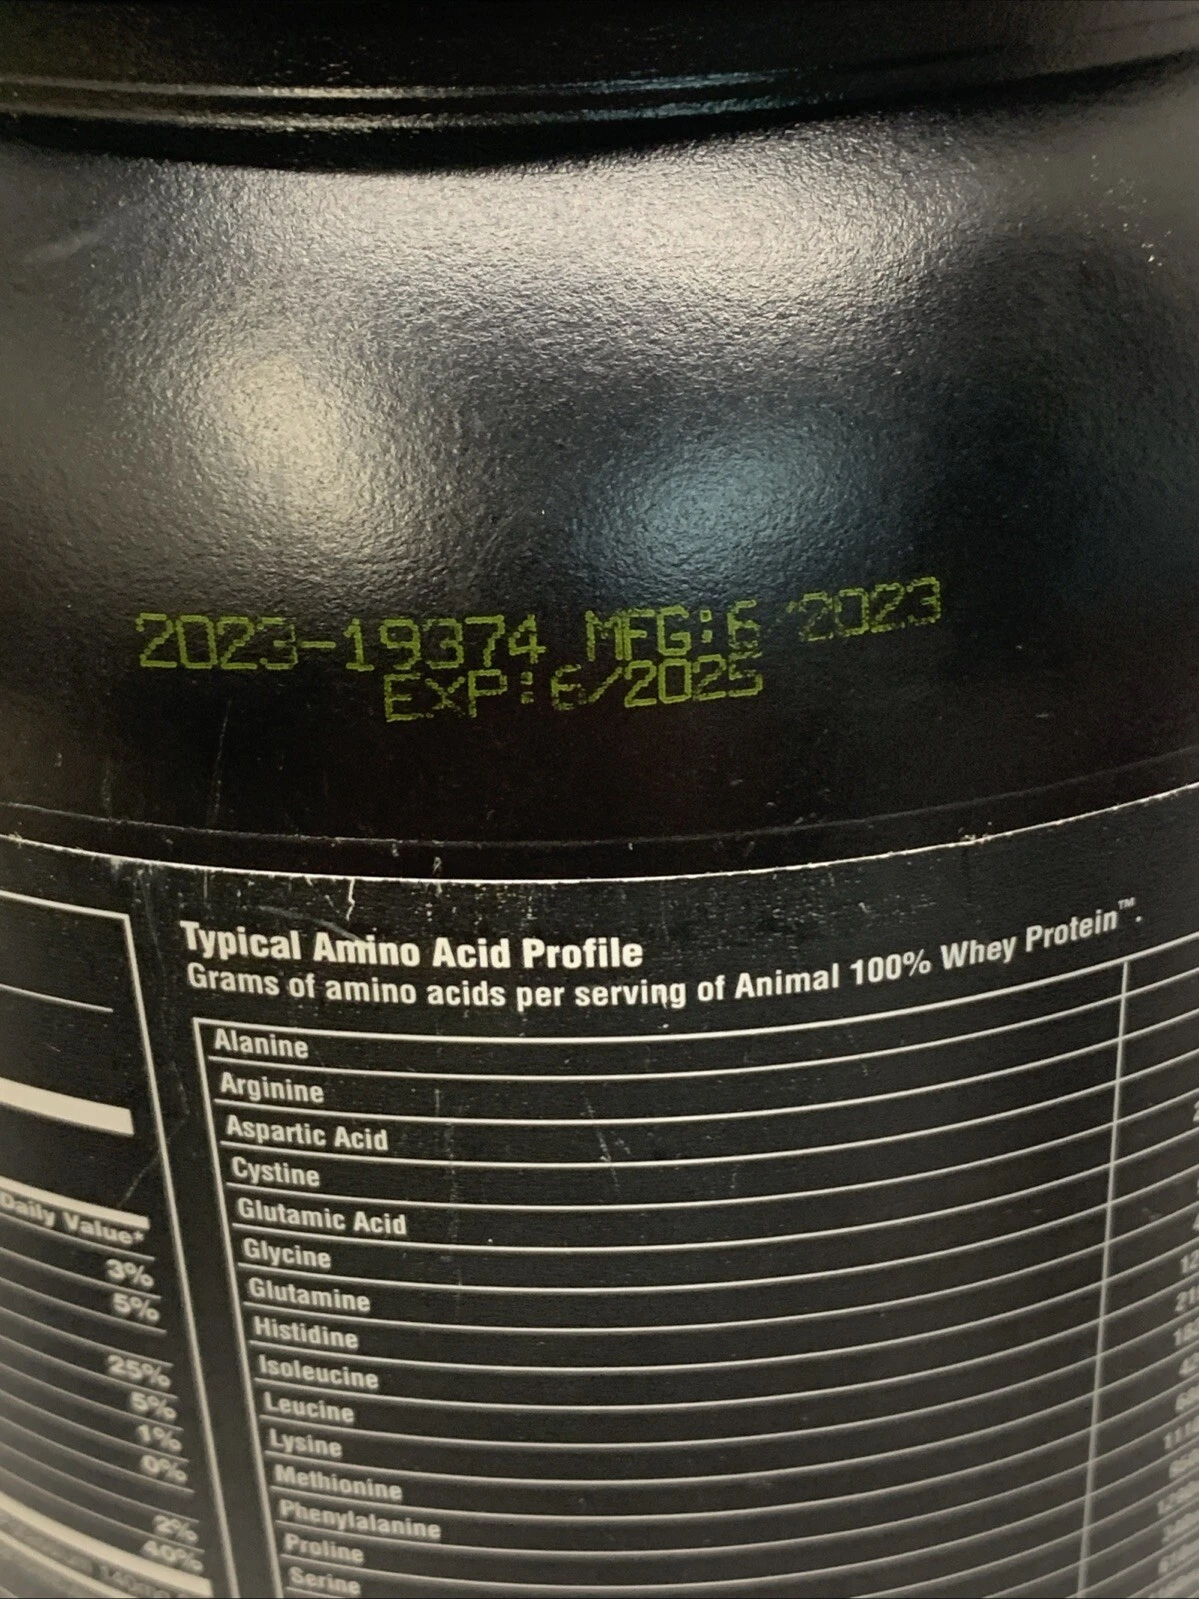 2023-19374 MFG:6 2023
EXP:6/2025
Typical Amino Acid Profile
Grams of amino acids per serving of Animal 100% Whey Protein™.
Alanine
Arginine
Aspartic Acid
Cystine
Glutamic Acid
Glycine
Glutamine
Histidine
Isoleucine
Leucine
Lysine
Methionine
Phenylalanine
Proline
Serine
Daily Value*
3%
5%
25%
5%
1%
0%
2%
40%